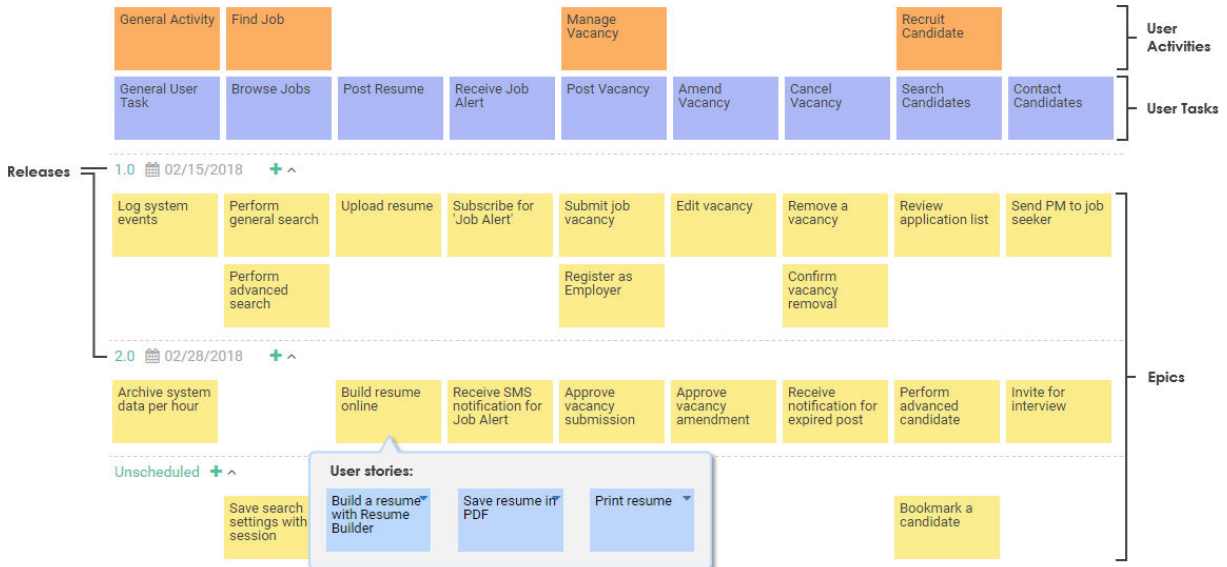 General Activity
Find Job
Manage
Vacancy
Recruit
Candidate
User
Activities
General User
Task
Browse Jobs
Post Resume
Receive Job
Alert
Post Vacancy
Amend
Vacancy
Cancel
Vacancy
Search
Candidates
Contact
Candidates
User Tasks
Releases
1.0 02/15/2018
Log system
events
Perform
general search
Upload resume
Subscribe for
'Job Alert'
Submit job
vacancy
Edit vacancy
Remove a
vacancy
Review
application list
Send PM to job
seeker
Perform
advanced
search
Register as
Employer
Confirm
vacancy
removal
2.0 02/28/2018
Epics
Archive system
data per hour
Build resume
online
Receive SMS
notification for
Job Alert
Approve
vacancy
submission
Approve
vacancy
amendment
Receive
notification for
expired post
Perform
advanced
candidate
Invite for
interview
Unscheduled
User stories:
Build a resume
with Resume
Builder
Save resume in
PDF
Print resume
Save search
settings with
session
Bookmark a
candidate